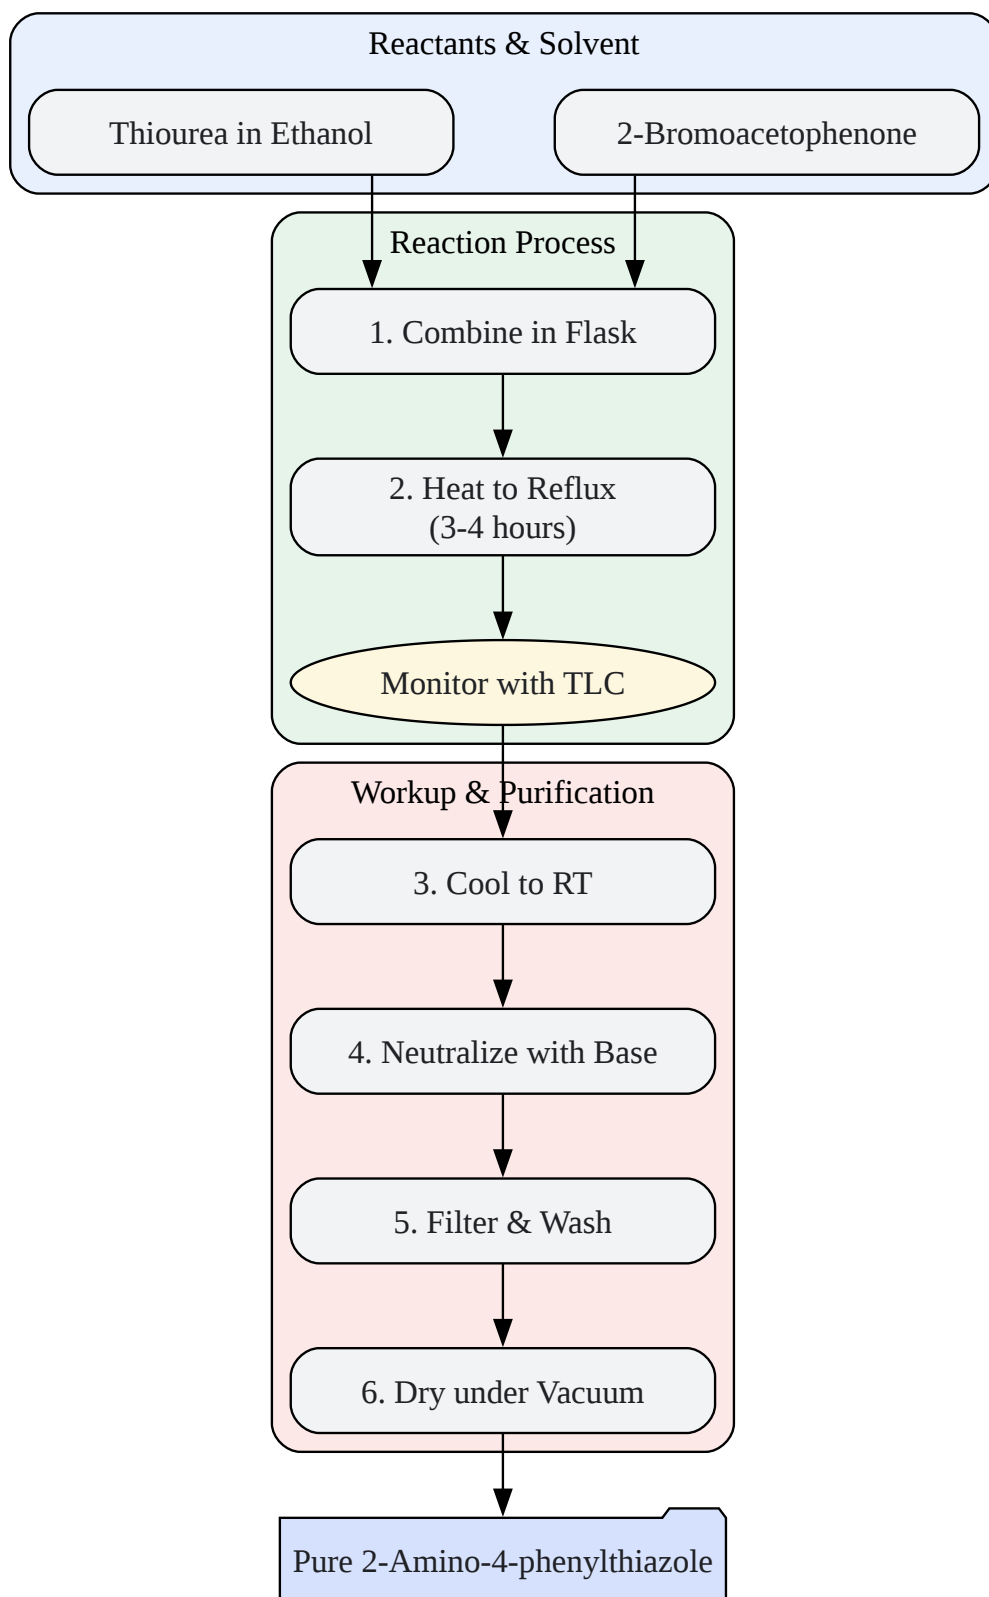 Reactants & Solvent
Thiourea in Ethanol
2-Bromoacetophenone
Reaction Process
1. Combine in Flask
2. Heat to Reflux
(3-4 hours)
Monitor with TLC
Workup & Purification
3. Cool to RT
4. Neutralize with Base
5. Filter & Wash
6. Dry under Vacuum
Pure 2-Amino-4-phenylthiazole